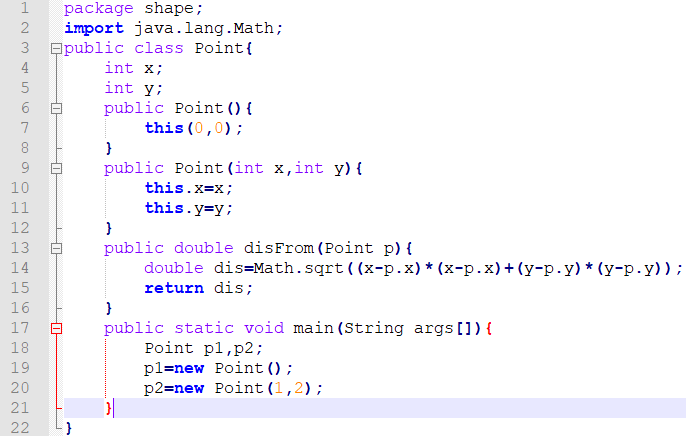 1 package shape;
2 import java.lang.Math;
3 public class Point{
4 int x;
5 int y;
6 public Point(){
7 this(0,0);
8 }
9 public Point(int x,int y){
10 this.x=x;
11 this.y=y;
12 }
13 public double disFrom(Point p){
14 double dis=Math.sqrt((x-p.x)*(x-p.x)+(y-p.y)*(y-p.y));
15 return dis;
16 }
17 public static void main(String args[]){
18 Point p1,p2;
19 p1=new Point();
20 p2=new Point(1,2);
21 }
22 }